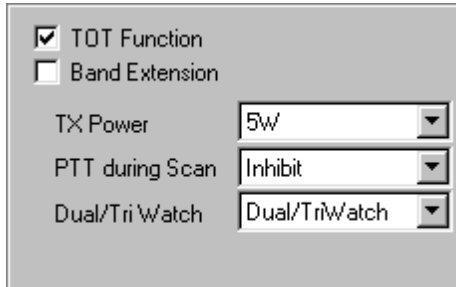 TOT Function
Band Extension
TX Power 5W
PTT during Scan Inhibit
Dual/Tri Watch Dual/TriWatch